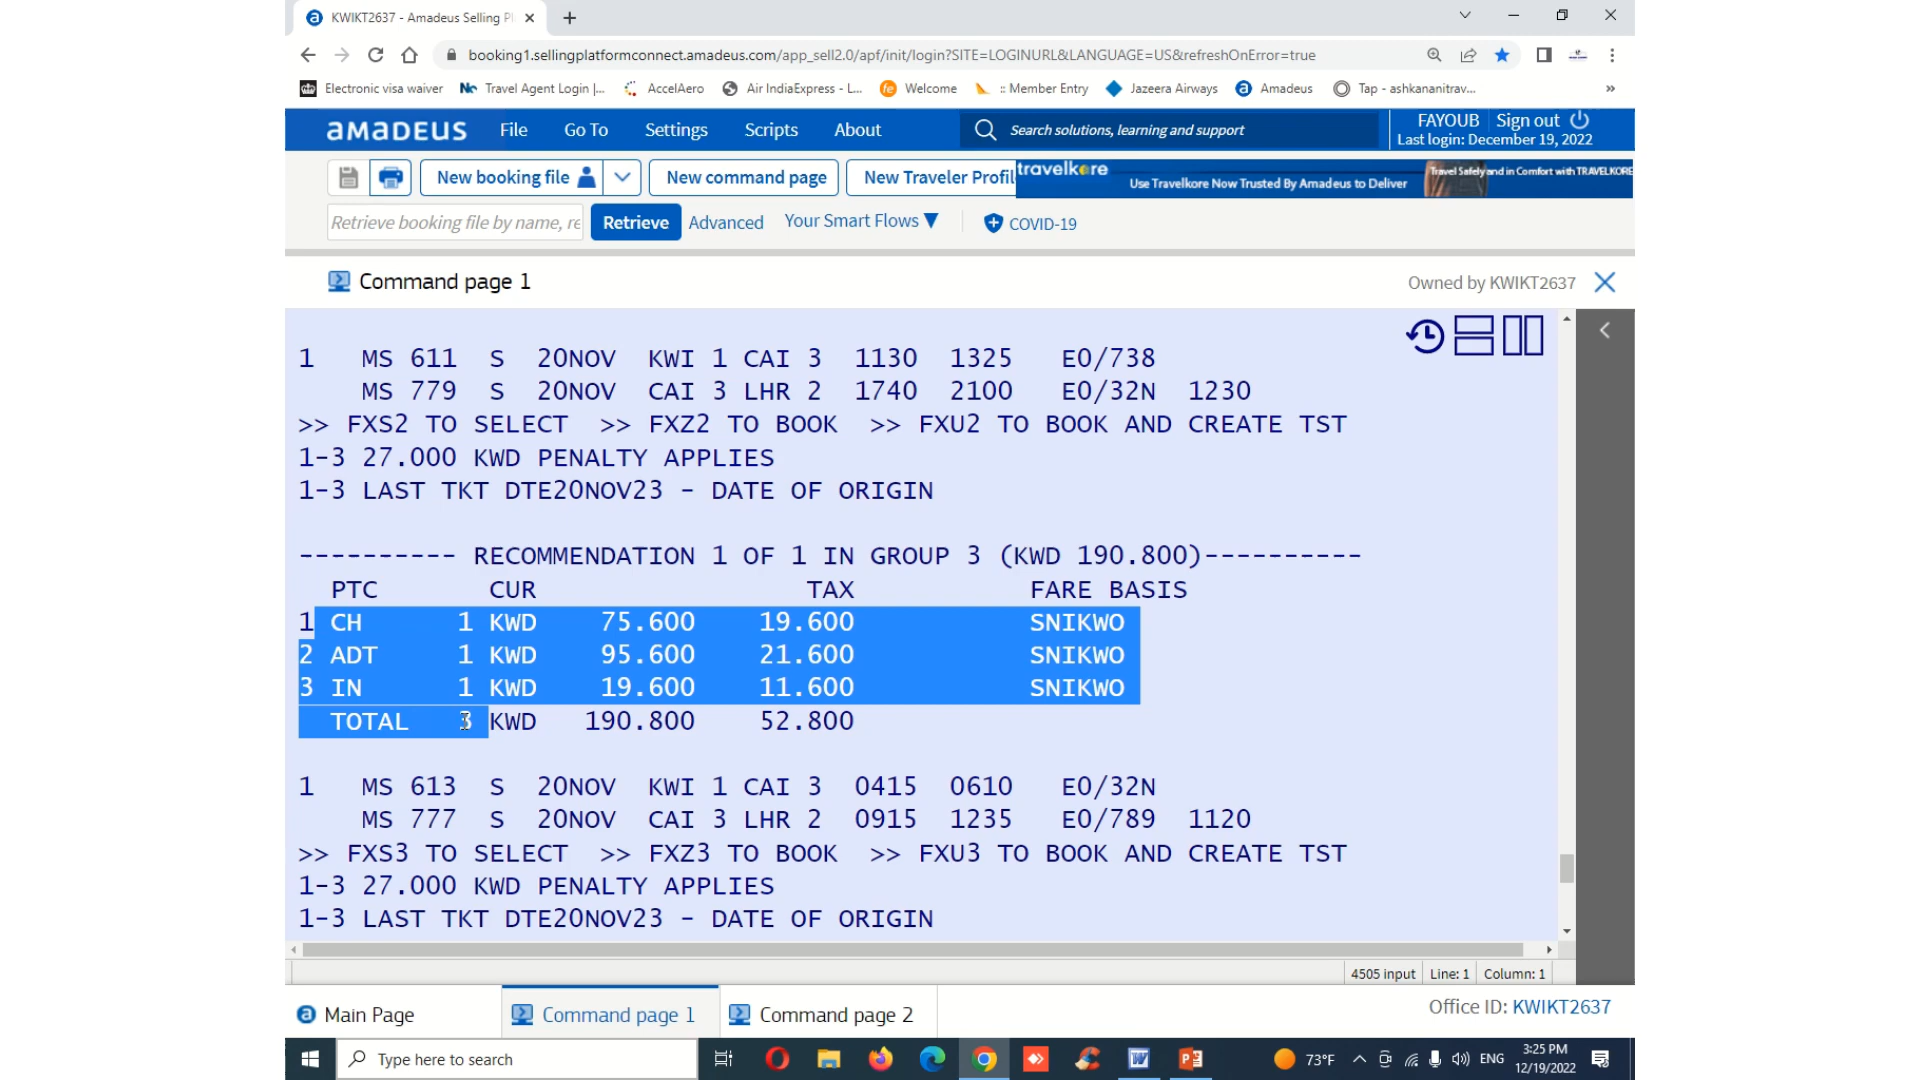 KWIKT2637 - Amadeus Selling Pl
booking1.sellingplatformconnect.amadeus.com/app_sell2.0/apf/init/login?SITE=LOGINURL&LANGUAGE=US&refreshOnError=true
Electronic visa waiver Travel Agent Login |... AccelAero Air IndiaExpress - L... Welcome :: Member Entry Jazeera Airways Amadeus Tap - ashkananitrav... »
amadeus File Go To Settings Scripts About Search solutions, learning and support FAYOUB Sign out
Last login: December 19, 2022
New booking file New command page New Traveler Profil travelkore Use Travelkore Now Trusted By Amadeus to Deliver Travel Safely and in Comfort with TRAVELKORE
Retrieve booking file by name, re Retrieve Advanced Your Smart Flows COVID-19
Command page 1 Owned by KWIKT2637
1 MS 611 S 20NOV KWI 1 CAI 3 1130 1325 E0/738
MS 779 S 20NOV CAI 3 LHR 2 1740 2100 E0/32N 1230
>> FXS2 TO SELECT >> FXZ2 TO BOOK >> FXU2 TO BOOK AND CREATE TST
1-3 27.000 KWD PENALTY APPLIES
1-3 LAST TKT DTE20NOV23 - DATE OF ORIGIN
---------- RECOMMENDATION 1 OF 1 IN GROUP 3 (KWD 190.800)----------
PTC CUR TAX FARE BASIS
1 CH 1 KWD 75.600 19.600 SNIKWO
2 ADT 1 KWD 95.600 21.600 SNIKWO
3 IN 1 KWD 19.600 11.600 SNIKWO
TOTAL 3 KWD 190.800 52.800
1 MS 613 S 20NOV KWI 1 CAI 3 0415 0610 E0/32N
MS 777 S 20NOV CAI 3 LHR 2 0915 1235 E0/789 1120
>> FXS3 TO SELECT >> FXZ3 TO BOOK >> FXU3 TO BOOK AND CREATE TST
1-3 27.000 KWD PENALTY APPLIES
1-3 LAST TKT DTE20NOV23 - DATE OF ORIGIN
4505 input Line: 1 Column: 1
Main Page Command page 1 Command page 2 Office ID: KWIKT2637
Type here to search 73°F ENG 3:25 PM
12/19/2022